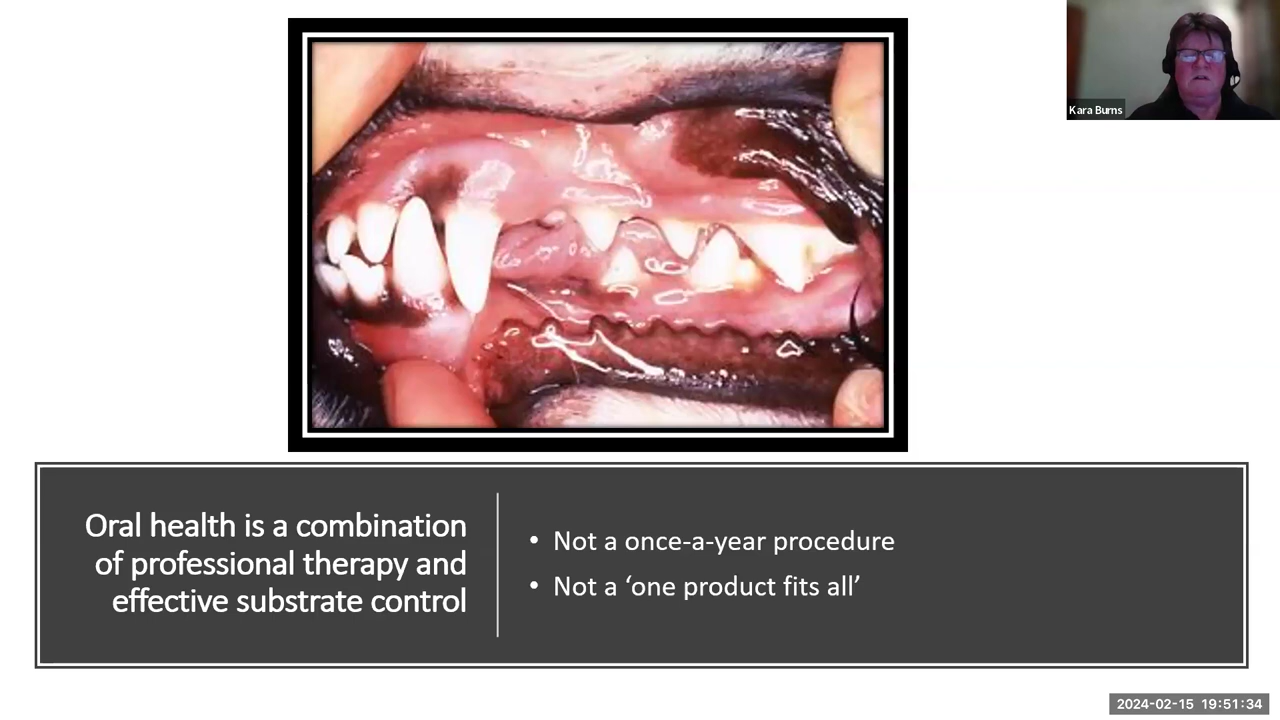 Kara Burns
Oral health is a combination
of professional therapy and
effective substrate control
• Not a once-a-year procedure
• Not a ‘one product fits all’
2024-02-15 19:51:34